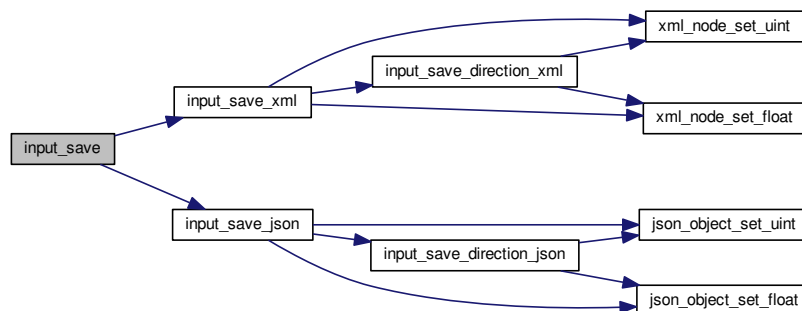 xml_node_set_uint
input_save_direction_xml
input_save_xml
xml_node_set_float
input_save
input_save_json
json_object_set_uint
input_save_direction_json
json_object_set_float